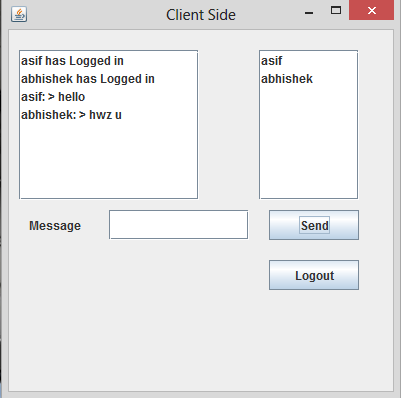 Client Side
asif has Logged in
abhishek has Logged in
asif: > hello
abhishek: > hwz u
asif
abhishek
Message
Send
Logout